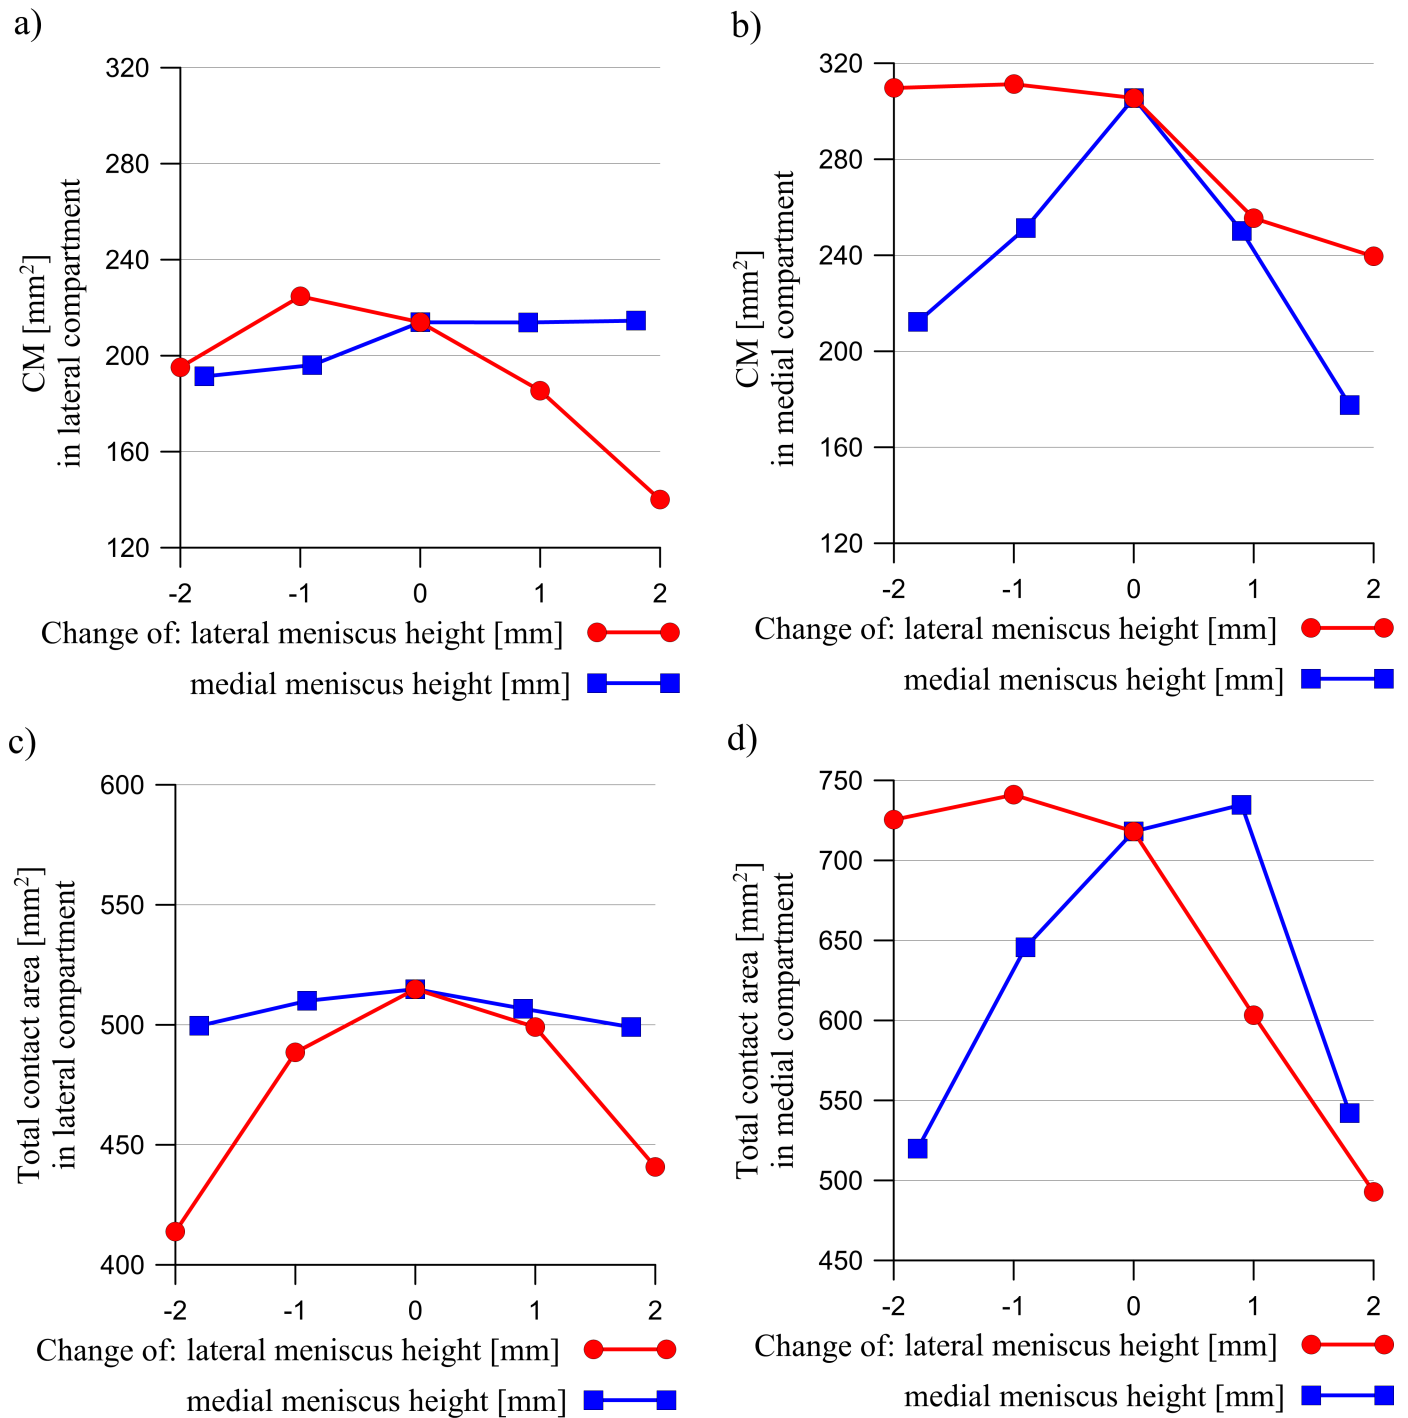 a)
320
280
240
200
160
120
CM [mm²]
in lateral compartment
-2 -1 0 1 2
Change of: lateral meniscus height [mm]
medial meniscus height [mm]
b)
320
280
240
200
160
120
CM [mm²]
in medial compartment
-2 -1 0 1 2
Change of: lateral meniscus height [mm]
medial meniscus height [mm]
c)
600
550
500
450
400
Total contact area [mm²]
in lateral compartment
-2 -1 0 1 2
Change of: lateral meniscus height [mm]
medial meniscus height [mm]
d)
750
700
650
600
550
500
450
Total contact area [mm²]
in medial compartment
-2 -1 0 1 2
Change of: lateral meniscus height [mm]
medial meniscus height [mm]